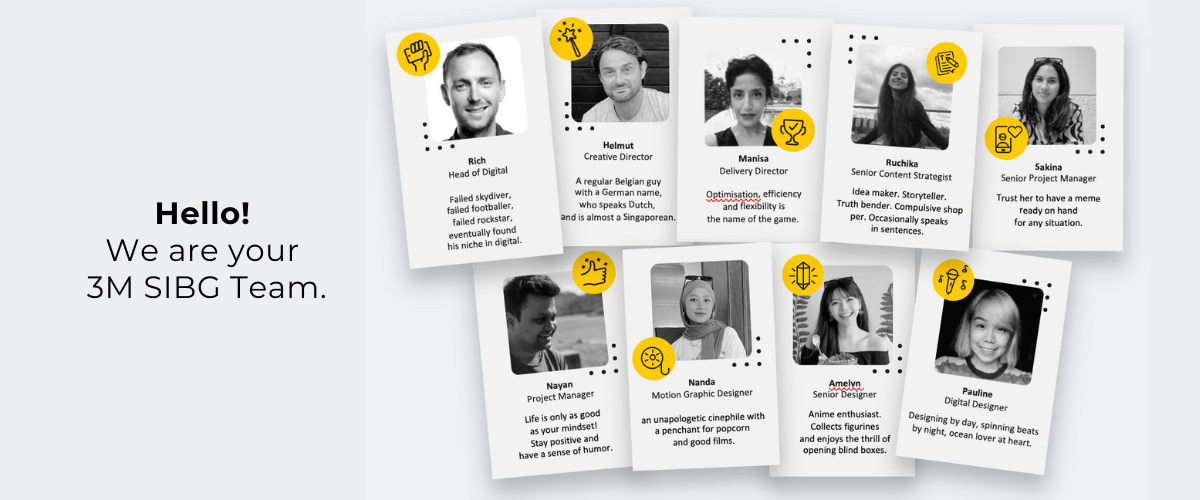 Hello!
We are your
3M SIBG Team.
Rich
Head of Digital
Failed skydiver,
failed footballer,
failed rockstar,
eventually found
his niche in digital.
Helmut
Creative Director
A regular Belgian guy
with a German name,
who speaks Dutch,
and is almost a Singaporean.
Manisa
Delivery Director
Optimisation, efficiency
and flexibility is
the name of the game.
Ruchika
Senior Content Strategist
Idea maker. Storyteller.
Truth bender. Compulsive shop
per. Occasionally speaks
in sentences.
Sakina
Senior Project Manager
Trust her to have a meme
ready on hand
for any situation.
Nayan
Project Manager
Life is only as good
as your mindset!
Stay positive and
have a sense of humor.
Nanda
Motion Graphic Designer
an unapologetic cinephile with
a penchant for popcorn
and good films.
Amelyn
Senior Designer
Anime enthusiast.
Collects figurines
and enjoys the thrill of
opening blind boxes.
Pauline
Digital Designer
Designing by day, spinning beats
by night, ocean lover at heart.